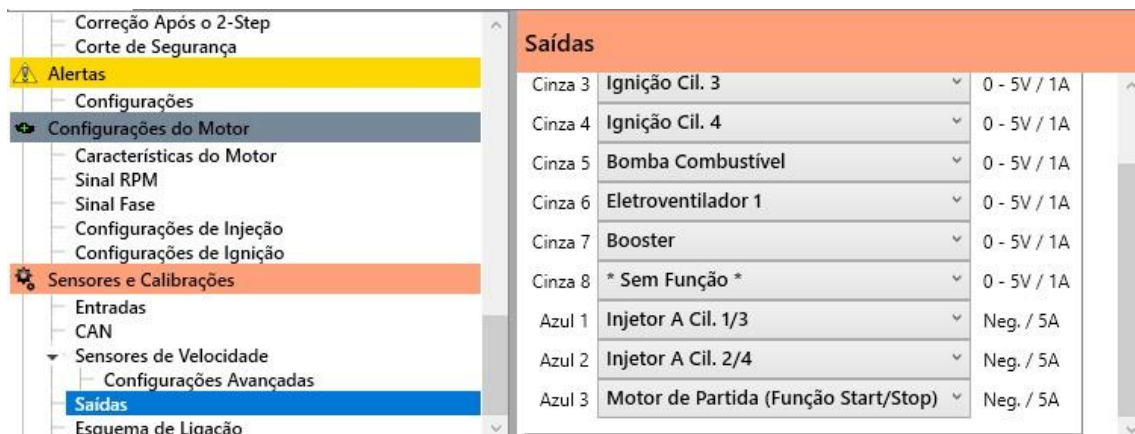 Correção Após o 2-Step
Corte de Segurança
Alertas
Configurações
Configurações do Motor
Características do Motor
Sinal RPM
Sinal Fase
Configurações de Injeção
Configurações de Ignição
Sensores e Calibrações
Entradas
CAN
Sensores de Velocidade
Configurações Avançadas
Saídas
Esquema de Ligação
Saídas
Cinza 3 Ignição Cil. 3 0 - 5V / 1A
Cinza 4 Ignição Cil. 4 0 - 5V / 1A
Cinza 5 Bomba Combustível 0 - 5V / 1A
Cinza 6 Eletroventilador 1 0 - 5V / 1A
Cinza 7 Booster 0 - 5V / 1A
Cinza 8 * Sem Função * 0 - 5V / 1A
Azul 1 Injetor A Cil. 1/3 Neg. / 5A
Azul 2 Injetor A Cil. 2/4 Neg. / 5A
Azul 3 Motor de Partida (Função Start/Stop) Neg. / 5A